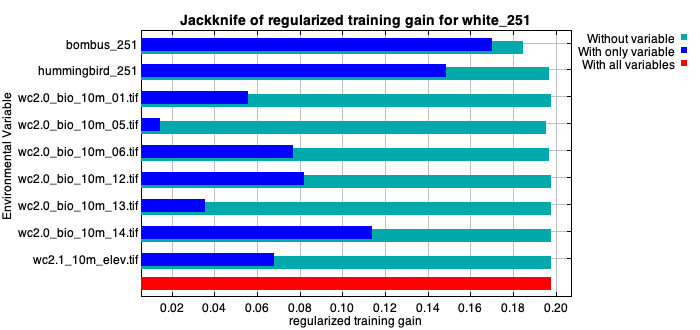 Jackknife of regularized training gain for white_251
Without variable
With only variable
With all variables
Environmental Variable
bombus_251
hummingbird_251
wc2.0_bio_10m_01.tif
wc2.0_bio_10m_05.tif
wc2.0_bio_10m_06.tif
wc2.0_bio_10m_12.tif
wc2.0_bio_10m_13.tif
wc2.0_bio_10m_14.tif
wc2.1_10m_elev.tif
0.02 0.04 0.06 0.08 0.10 0.12 0.14 0.16 0.18 0.20
regularized training gain